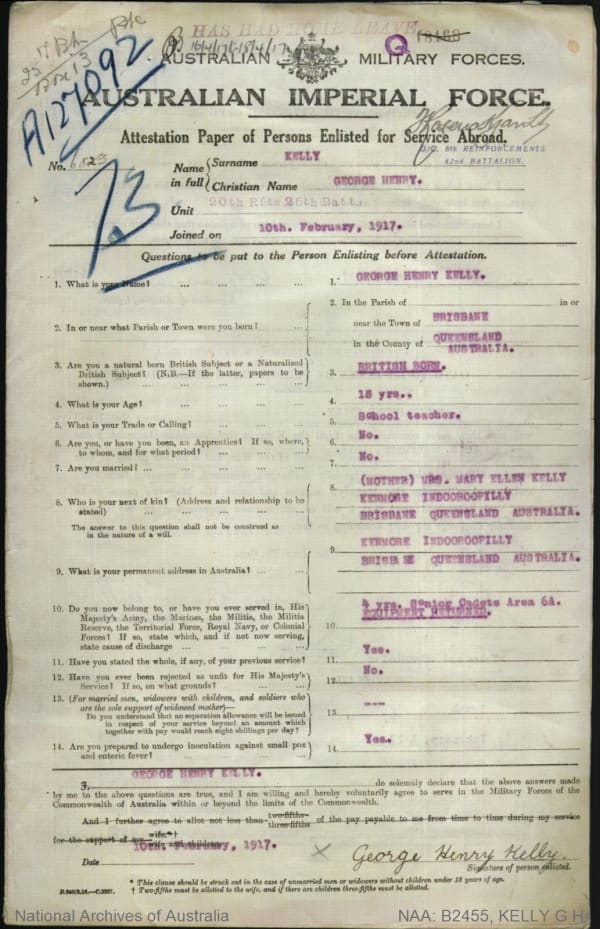 HAS HAD HOME LEAVE
16/4/17-18/4/17
25th Btn Rfts
Box 13
A127092
18188
AUSTRALIAN MILITARY FORCES.
AUSTRALIAN IMPERIAL FORCE.
Attestation Paper of Persons Enlisted for Service Abroad.
O.C. 8th REINFORCEMENTS
42nd BATTALION.
No. 6823
73
Name in full
Surname KELLY
Christian Name GEORGE HENRY.
Unit 20th Rfts 25th Batt.
Joined on 10th. February, 1917.
Questions to be put to the Person Enlisting before Attestation.
1. What is your Name? ... ... ... 1. GEORGE HENRY KELLY.
2. In or near what Parish or Town were you born? ... 2. In the Parish of in or
near the Town of BRISBANE
in the County of QUEENSLAND
AUSTRALIA.
3. Are you a natural born British Subject or a Naturalized
British Subject? (N.B.—If the latter, papers to be
shown.) ... ... ... ... 3. BRITISH BORN.
4. What is your Age? ... ... ... 4. 18 yrs..
5. What is your Trade or Calling? ... ... ... 5. School teacher.
6. Are you, or have you been, an Apprentice? If so, where,
to whom, and for what period? ... ... 6. No.
7. Are you married? ... ... ... ... 7. No.
8. Who is your next of kin? (Address and relationship to be
stated) ... ... ... ...
The answer to this question shall not be construed as
in the nature of a will.
8. (MOTHER) MRS. MARY ELLEN KELLY
KENMORE INDOOROOPILLY
BRISBANE QUEENSLAND AUSTRALIA.
9. What is your permanent address in Australia? ... ...
9. KENMORE INDOOROOPILLY
BRISBANE QUEENSLAND AUSTRALIA.
10. Do you now belong to, or have you ever served in, His
Majesty's Army, the Marines, the Militia, the Militia
Reserve, the Territorial Force, Royal Navy, or Colonial
Forces? If so, state which, and if not now serving,
state cause of discharge ... ... ...
10. 4 yrs. Senior Cadets Area 6A.
EQUIPMENT RETURNED.
11. Have you stated the whole, if any, of your previous service? 11. Yes.
12. Have you ever been rejected as unfit for His Majesty's
Service? If so, on what grounds? ... ... 12. No.
13. (For married men, widowers with children, and soldiers who
are the sole support of widowed mother)—
Do you understand that no separation allowance will be issued
in respect of your service beyond an amount which
together with pay would reach eight shillings per day? 13. ---
14. Are you prepared to undergo inoculation against small pox
and enteric fever? ... ... ... ... 14. Yes.
I, GEORGE HENRY KELLY. do solemnly declare that the above answers made
by me to the above questions are true, and I am willing and hereby voluntarily agree to serve in the Military Forces of the
Commonwealth of Australia within or beyond the limits of the Commonwealth.
And I further agree to allot not less than two-fifths three-fifths of the pay payable to me from time to time during my service
for the support of my wife*† wife and children
Date 10th. February, 1917. × George Henry Kelly.
Signature of person enlisted.
* This clause should be struck out in the case of unmarried men or widowers without children under 18 years of age.
† Two-fifths must be allotted to the wife, and if there are children three-fifths must be allotted.
National Archives of Australia NAA: B2455, KELLY G H